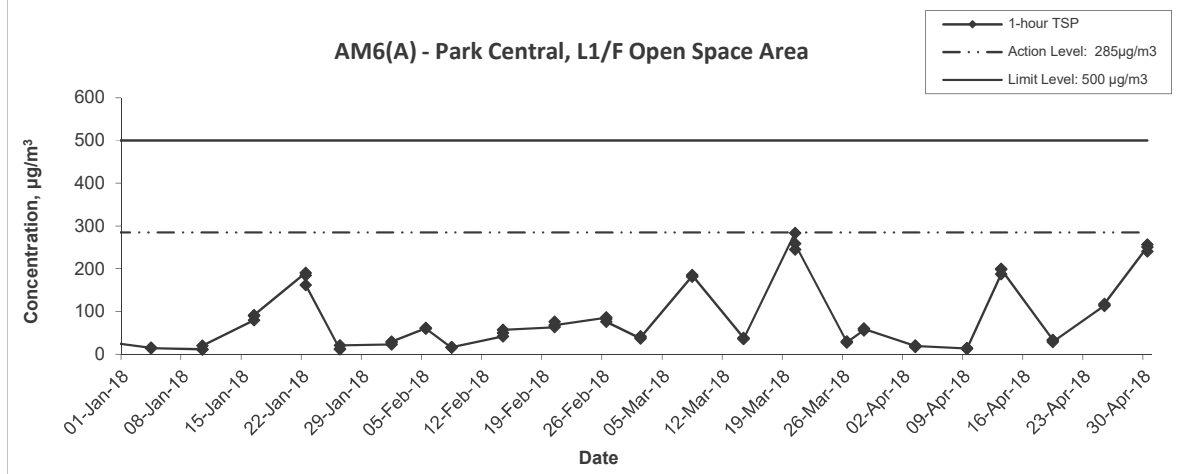 1-hour TSP
Action Level: 285µg/m3
Limit Level: 500 µg/m3
AM6(A) - Park Central, L1/F Open Space Area
Concentration, µg/m³
600
500
400
300
200
100
0
01-Jan-18
08-Jan-18
15-Jan-18
22-Jan-18
29-Jan-18
05-Feb-18
12-Feb-18
19-Feb-18
26-Feb-18
05-Mar-18
12-Mar-18
19-Mar-18
26-Mar-18
02-Apr-18
09-Apr-18
16-Apr-18
23-Apr-18
30-Apr-18
Date